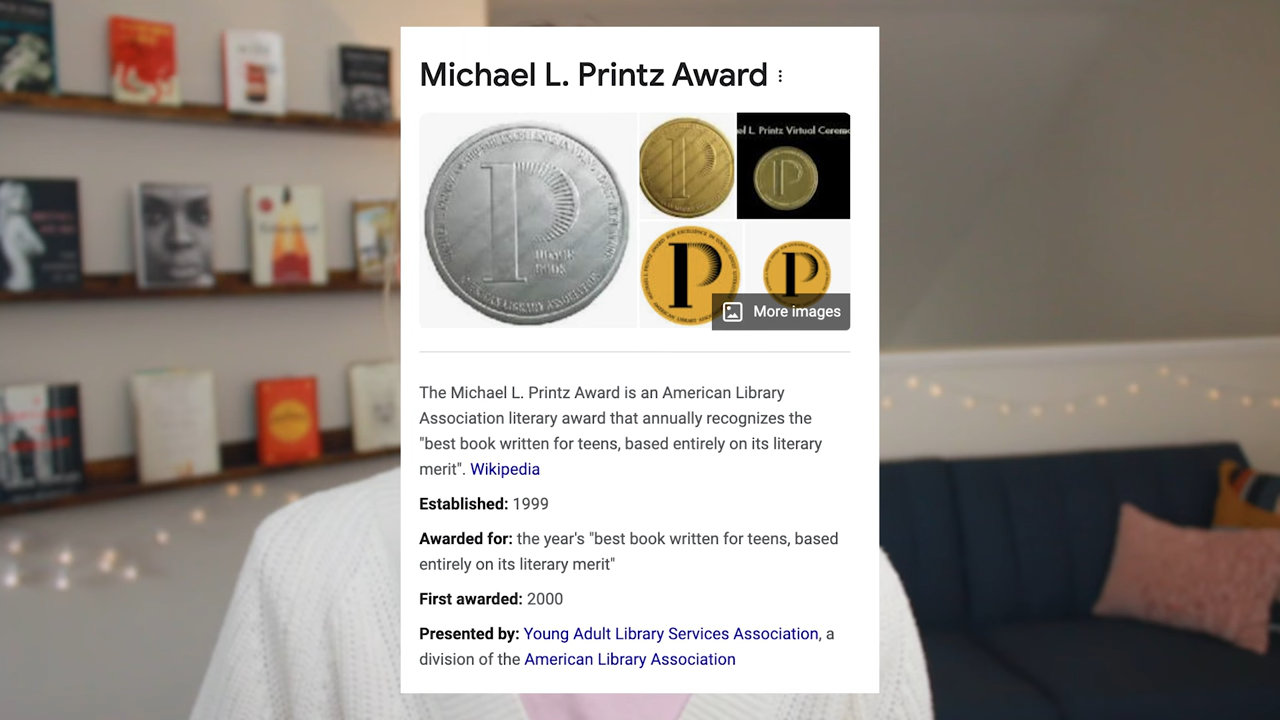 Michael L. Printz Award
el L. Printz Virtual Ceremo
P
P
P
P
P
HONOR
BOOK
More images
The Michael L. Printz Award is an American Library
Association literary award that annually recognizes the
"best book written for teens, based entirely on its literary
merit". Wikipedia
Established: 1999
Awarded for: the year's "best book written for teens, based
entirely on its literary merit"
First awarded: 2000
Presented by: Young Adult Library Services Association, a
division of the American Library Association